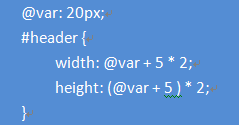 @var: 20px;
#header {
width: @var + 5 * 2;
height: (@var + 5 ) * 2;
}